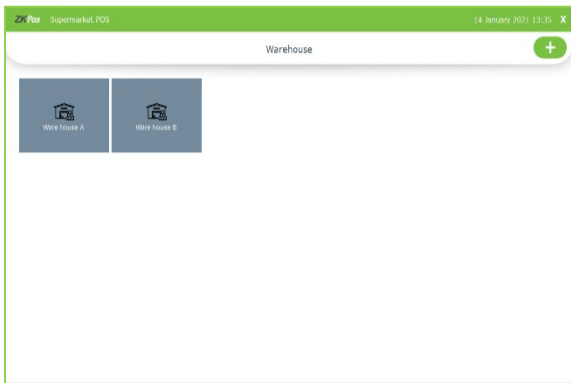 ZKPos Supermarket POS 14 January 2021 13:35 X
Warehouse
Ware house A Ware house B